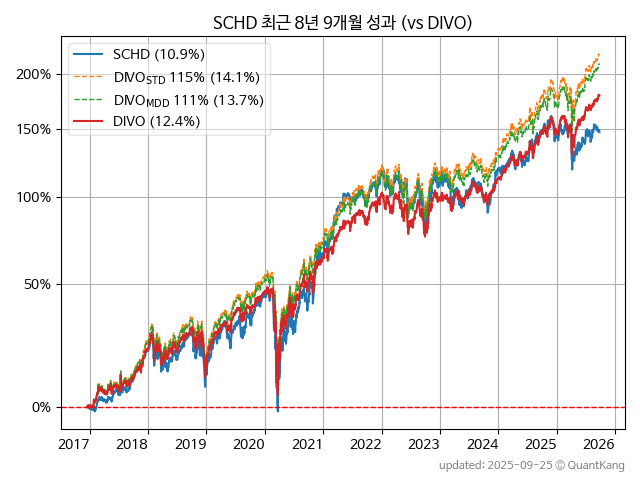 SCHD 최근 8년 9개월 성과 (vs DIVO)
SCHD (10.9%)
DIVO_STD 115% (14.1%)
DIVO_MDD 111% (13.7%)
DIVO (12.4%)
200%
150%
100%
50%
0%
2017 2018 2019 2020 2021 2022 2023 2024 2025 2026
updated: 2025-09-25 © QuantKang